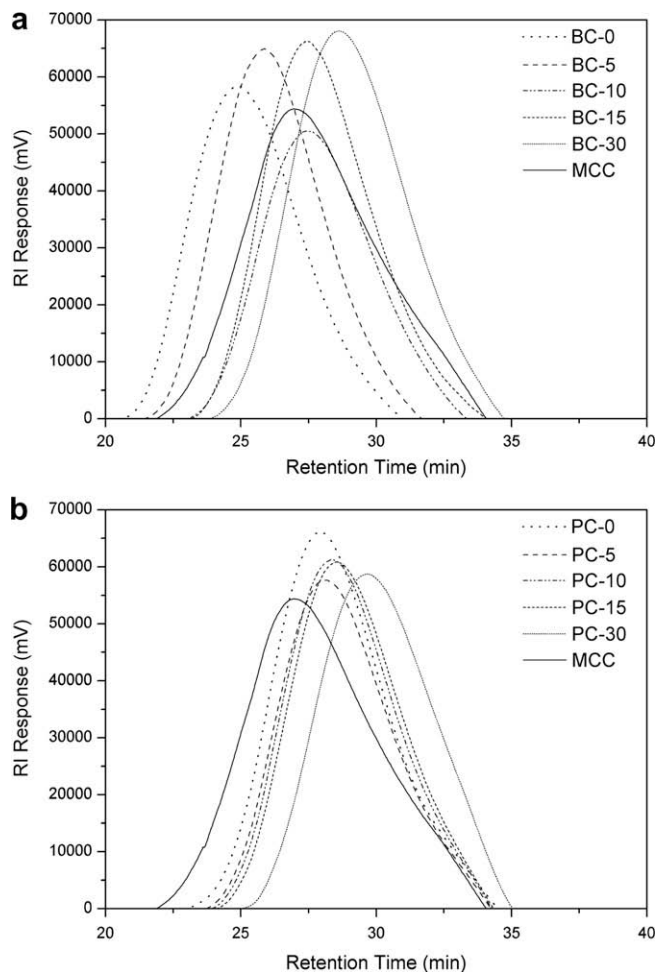 a
70000
60000
50000
40000
30000
20000
10000
0
RI Response (mV)
BC-0
BC-5
BC-10
BC-15
BC-30
MCC
20 25 30 35 40
Retention Time (min)
b
70000
60000
50000
40000
30000
20000
10000
0
RI Response (mV)
PC-0
PC-5
PC-10
PC-15
PC-30
MCC
20 25 30 35 40
Retention Time (min)